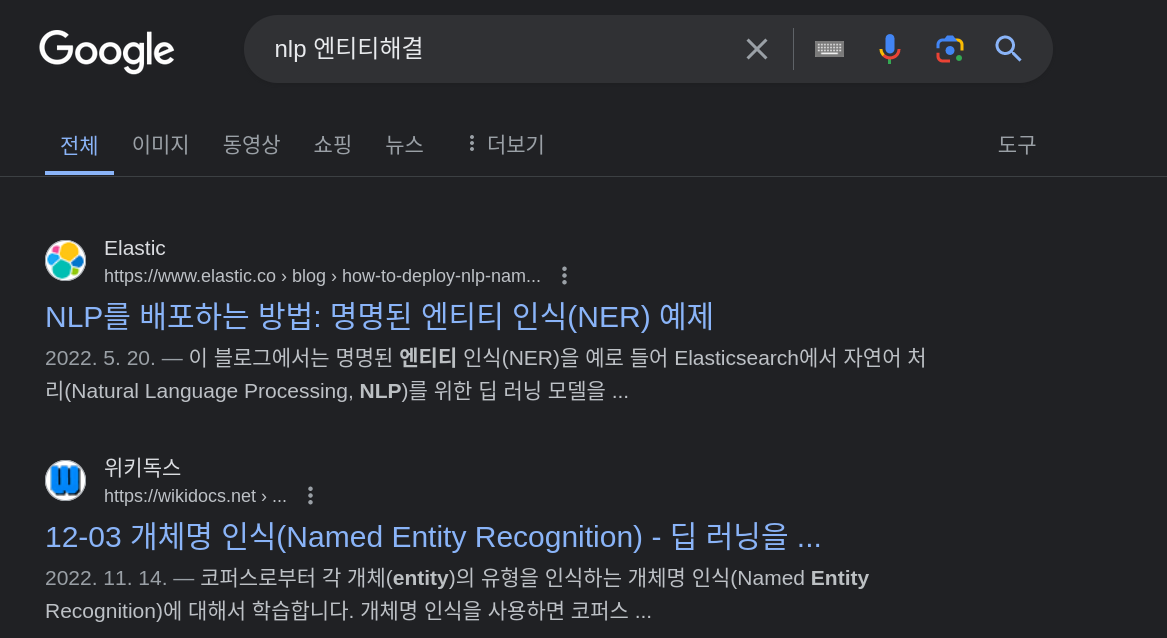 Google
nlp 엔티티해결
전체 이미지 동영상 쇼핑 뉴스 더보기 도구
Elastic
https://www.elastic.co › blog › how-to-deploy-nlp-nam...
NLP를 배포하는 방법: 명명된 엔티티 인식(NER) 예제
2022. 5. 20. — 이 블로그에서는 명명된 엔티티 인식(NER)을 예로 들어 Elasticsearch에서 자연어 처
리(Natural Language Processing, NLP)를 위한 딥 러닝 모델을 ...
위키독스
https://wikidocs.net › ...
12-03 개체명 인식(Named Entity Recognition) - 딥 러닝을 ...
2022. 11. 14. — 코퍼스로부터 각 개체(entity)의 유형을 인식하는 개체명 인식(Named Entity
Recognition)에 대해서 학습합니다. 개체명 인식을 사용하면 코퍼스 ...